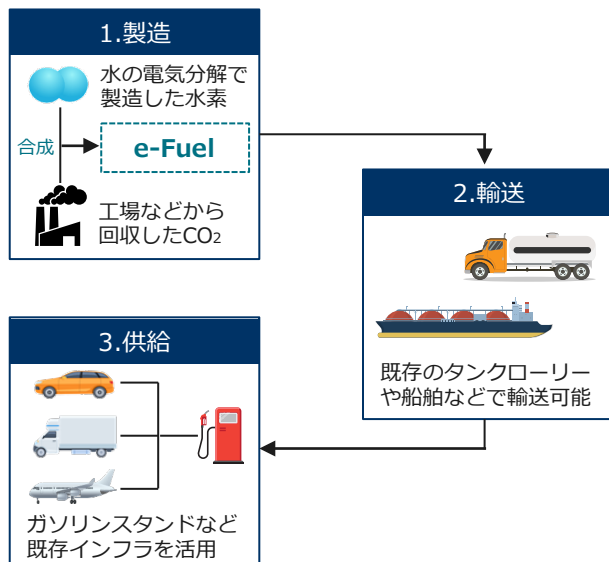 1.製造
水の電気分解で
製造した水素
合成
e-Fuel
工場などから
回収したCO₂
2.輸送
既存のタンクローリー
や船舶などで輸送可能
3.供給
ガソリンスタンドなど
既存インフラを活用